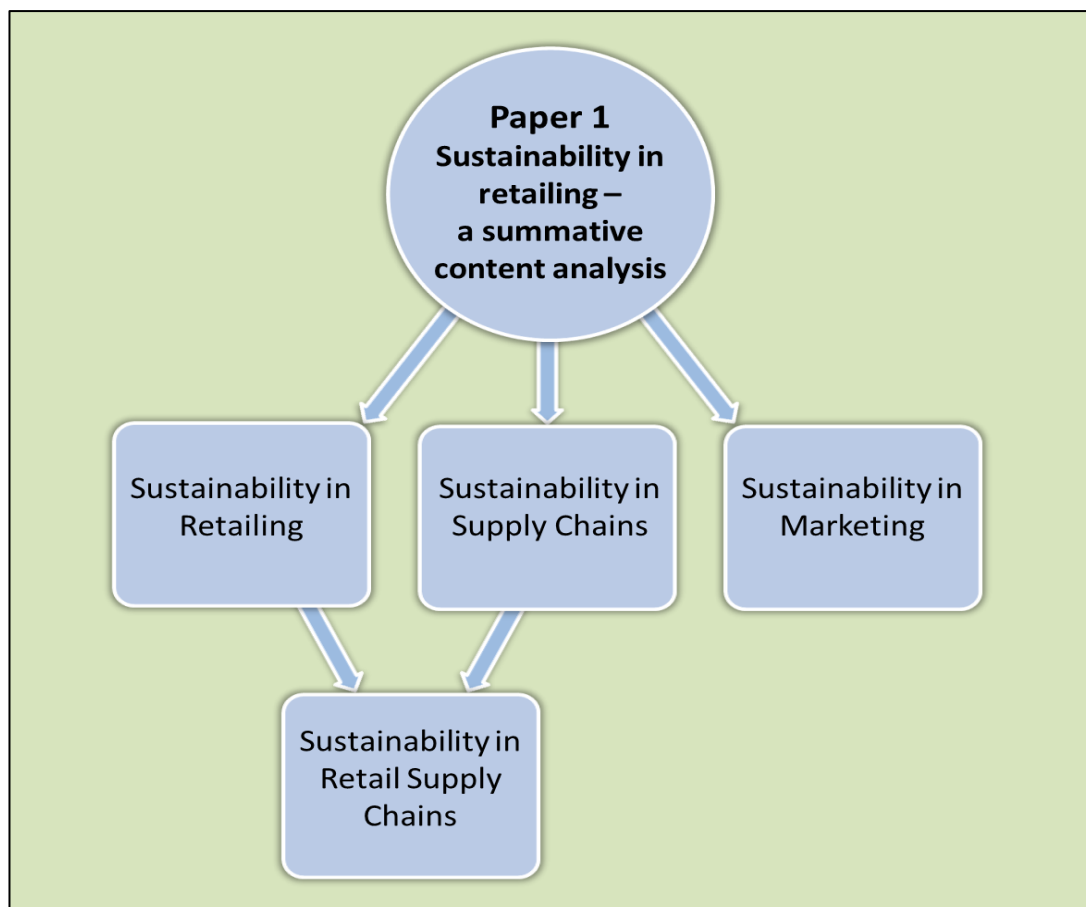 Paper 1
Sustainability in
retailing –
a summative
content analysis
Sustainability in
Retailing
Sustainability in
Supply Chains
Sustainability in
Marketing
Sustainability in
Retail Supply
Chains